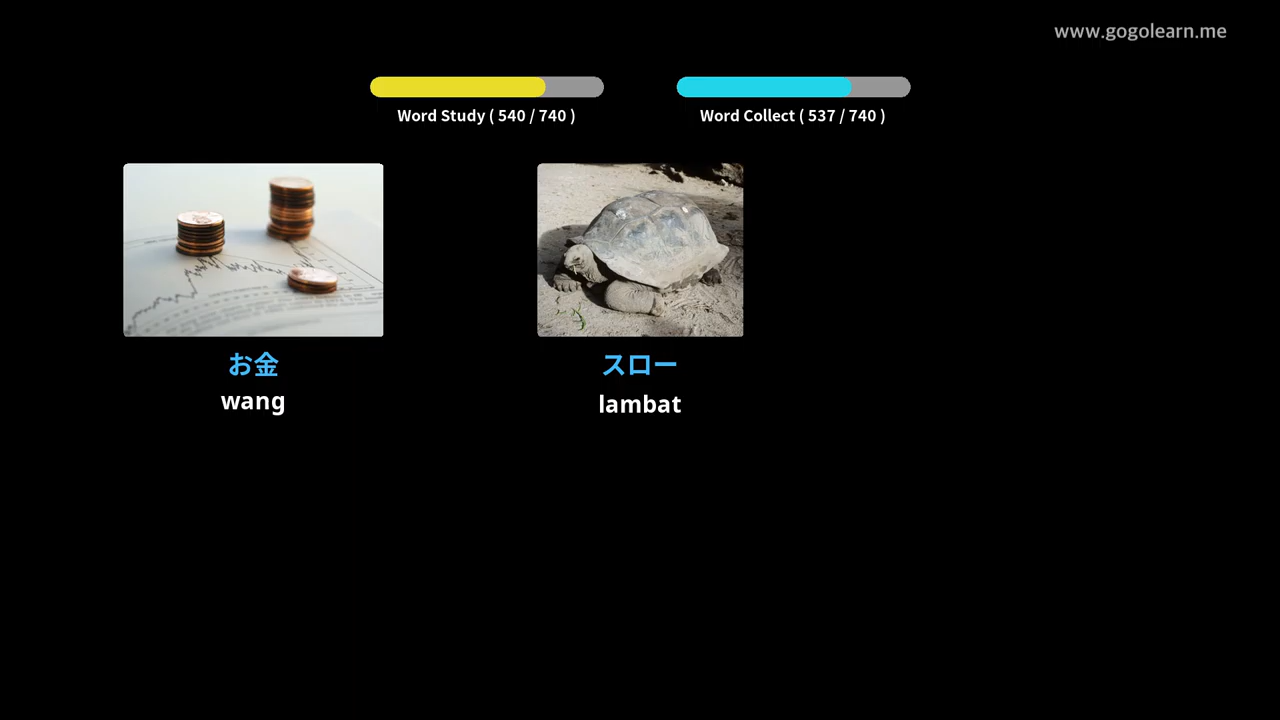 www.gogolearn.me
Word Study ( 540 / 740 )
Word Collect ( 537 / 740 )
お金
wang
スロー
lambat